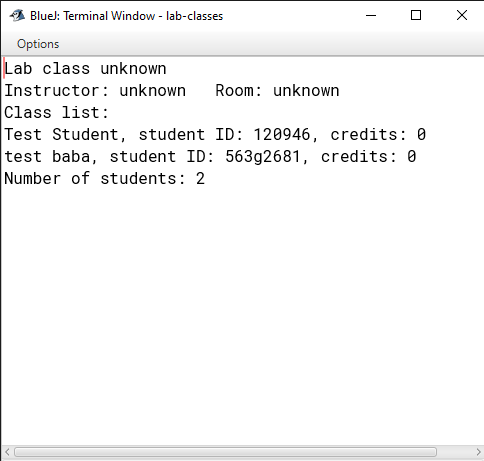 BlueJ: Terminal Window - lab-classes
Options
Lab class unknown
Instructor: unknown   Room: unknown
Class list:
Test Student, student ID: 120946, credits: 0
test baba, student ID: 563g2681, credits: 0
Number of students: 2